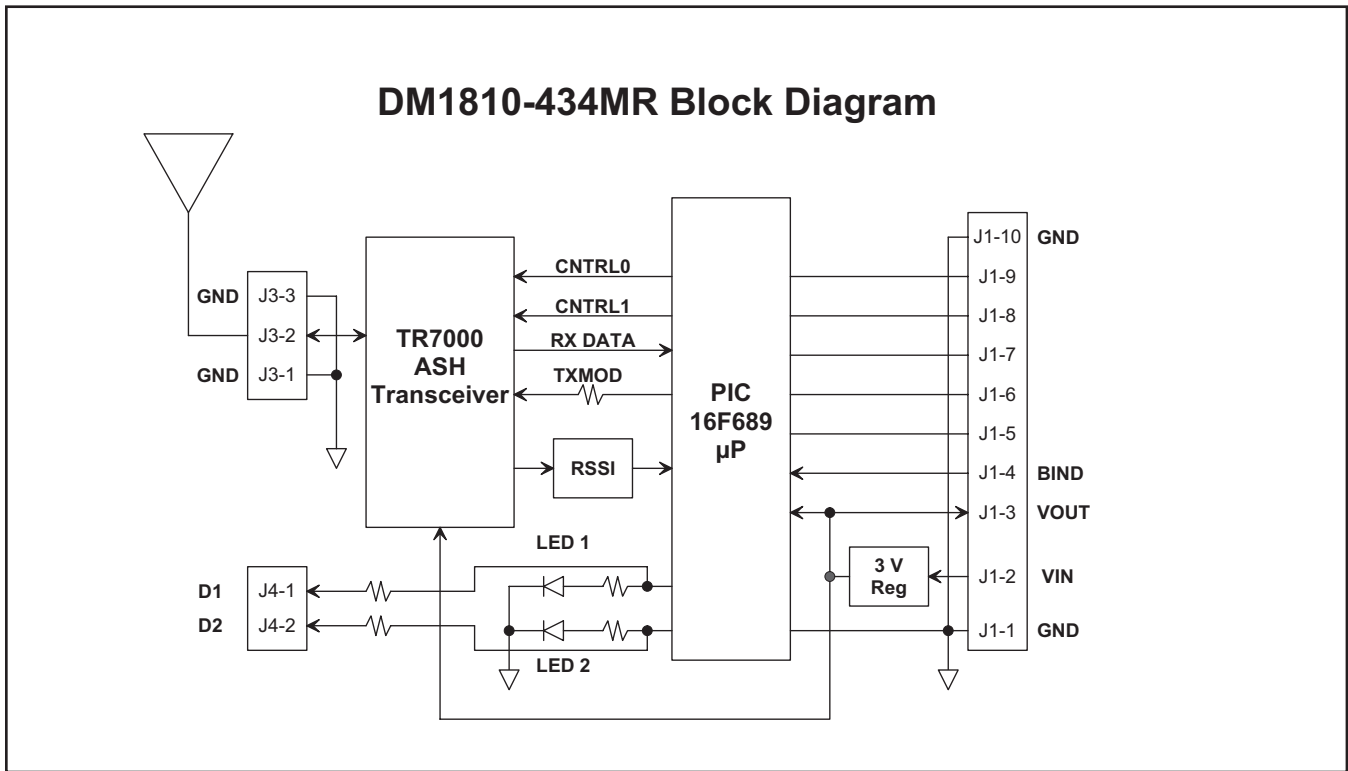 DM1810-434MR Block Diagram
GND
J3-3
J3-2
GND
J3-1
TR7000
ASH
Transceiver
CNTRL0
CNTRL1
RX DATA
TXMOD
RSSI
PIC
16F689
µP
J1-10 GND
J1-9
J1-8
J1-7
J1-6
J1-5
J1-4 BIND
J1-3 VOUT
3 V
Reg
J1-2 VIN
J1-1 GND
LED 1
D1 J4-1
D2 J4-2
LED 2